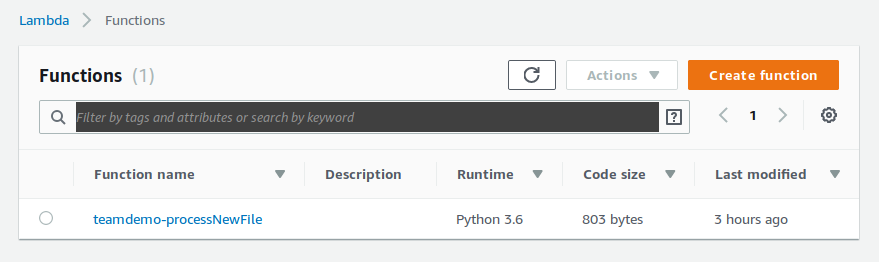 Lambda > Functions
Functions (1)
Actions
Create function
Filter by tags and attributes or search by keyword
?
1
Function name Description Runtime Code size Last modified
teamdemo-processNewFile Python 3.6 803 bytes 3 hours ago